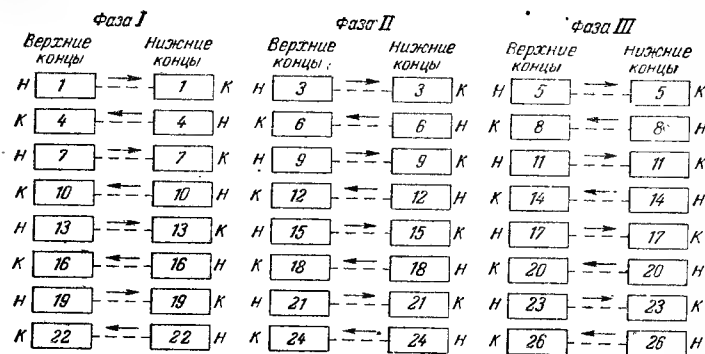 Фаза I Фаза II Фаза III
Верхние концы Нижние концы Верхние концы: Нижние концы Верхние концы Нижние концы
Н 1 1 К Н 3 3 К Н 5 5 К
К 4 4 Н К 6 6 Н К 8 8 Н
Н 7 7 К Н 9 9 К Н 11 11 К
К 10 10 Н К 12 12 Н К 14 14 Н
Н 13 13 К Н 15 15 К Н 17 17 К
К 16 16 Н К 18 18 Н К 20 20 Н
Н 19 19 К Н 21 21 К Н 23 23 К
К 22 22 Н К 24 24 Н К 26 26 Н